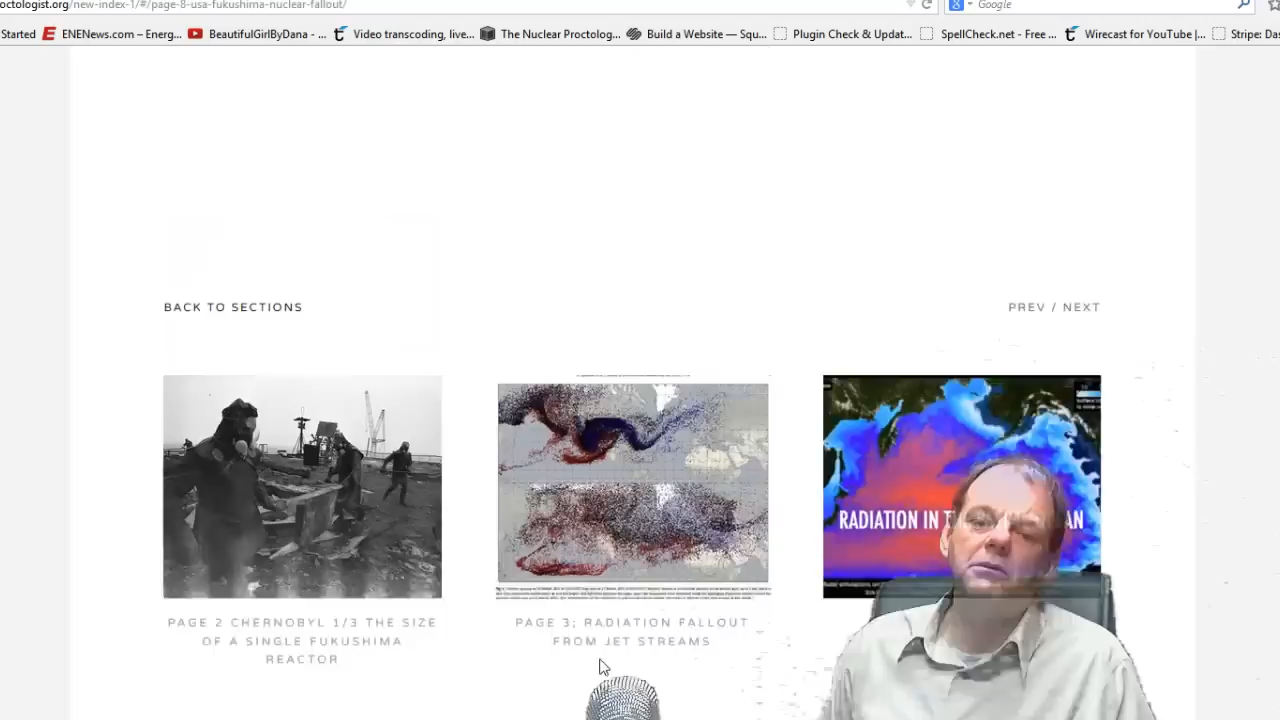 octologist.org/new-index-1/#/page-8-usa-fukushima-nuclear-fallout/
Google
Started ENENews.com – Energ... BeautifulGirlByDana - ... Video transcoding, live... The Nuclear Proctolog... Build a Website — Squ... Plugin Check & Updat... SpellCheck.net - Free ... Wirecast for YouTube |... Stripe: Das
BACK TO SECTIONS
PREV / NEXT
RADIATION IN
AN
PAGE 2 CHERNOBYL 1/3 THE SIZE
OF A SINGLE FUKUSHIMA
REACTOR
PAGE 3; RADIATION FALLOUT
FROM JET STREAMS